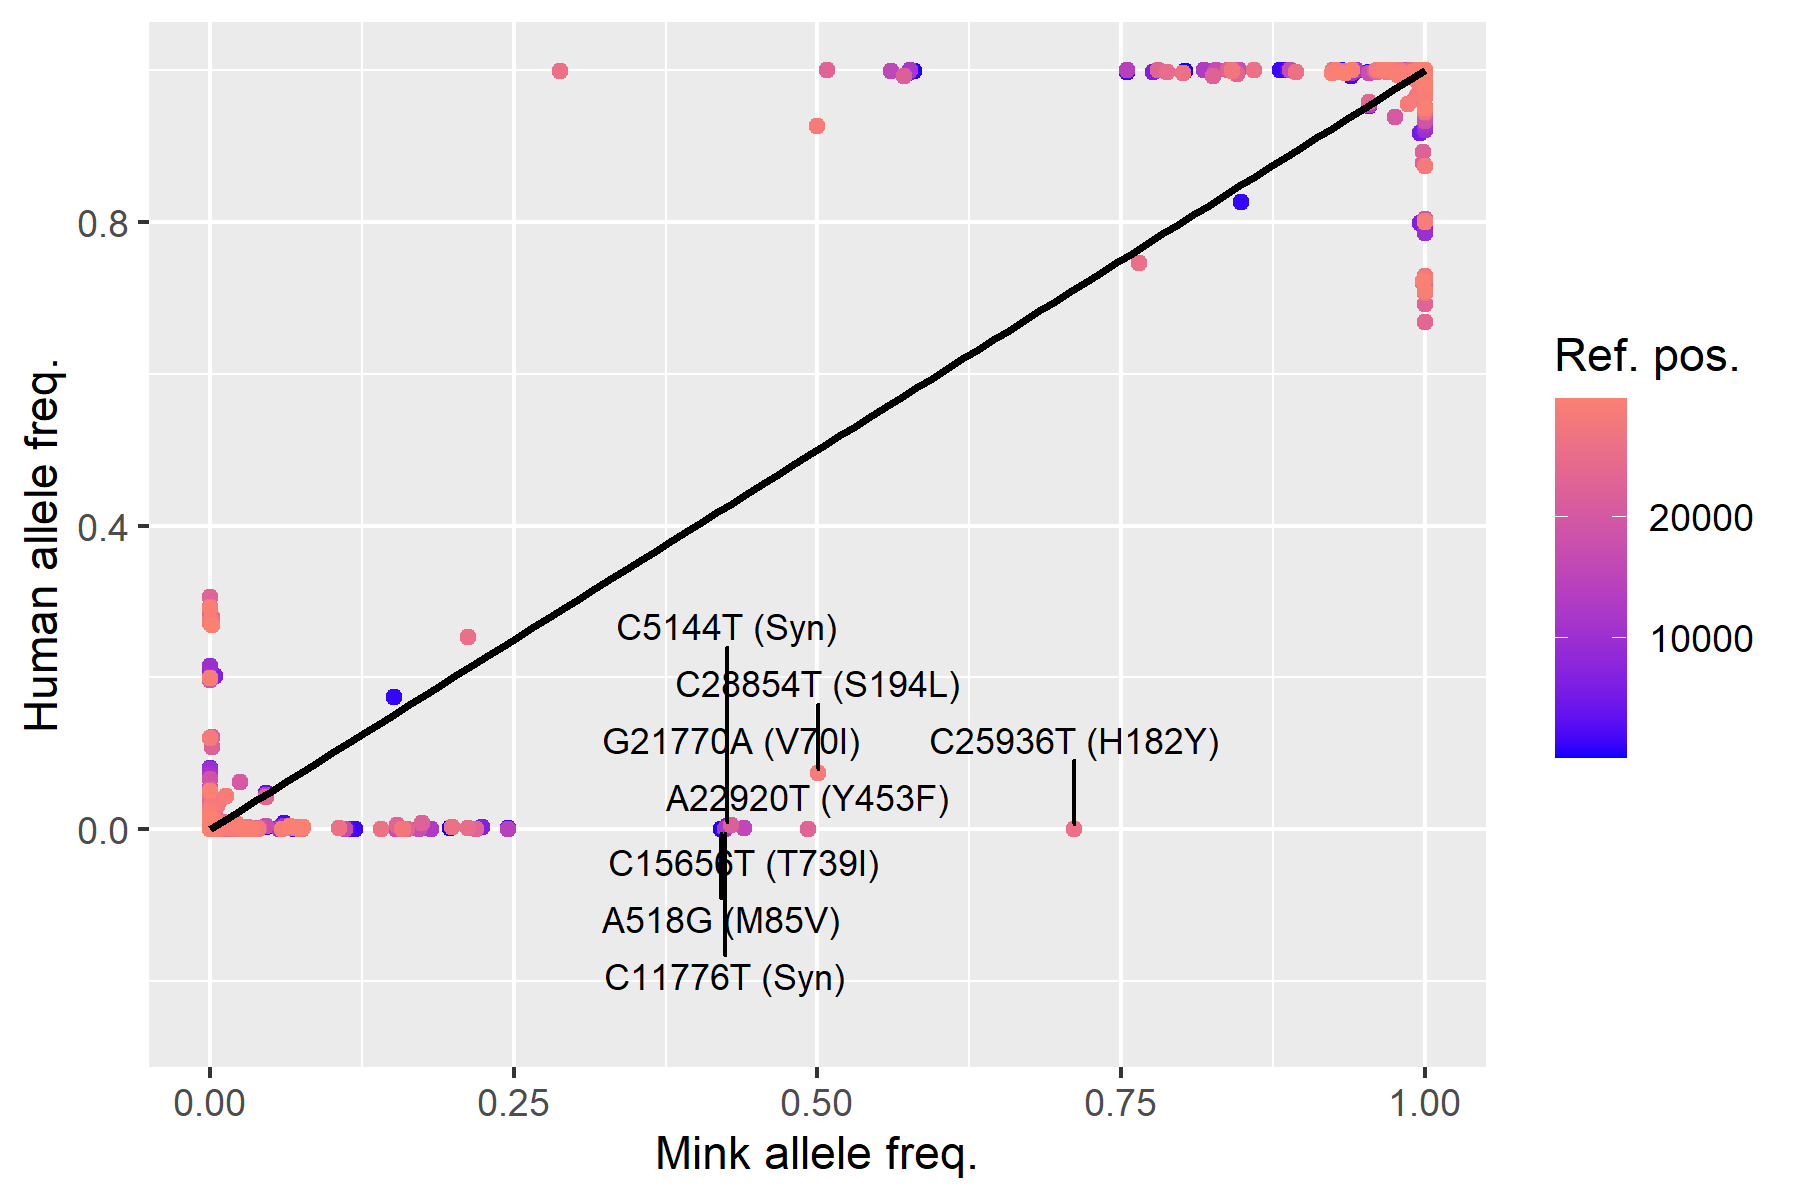 Human allele freq.
0.8
0.4
0.0
C5144T (Syn)
C28854T (S194L)
G21770A (V70I)
C25936T (H182Y)
A22920T (Y453F)
C15656T (T739I)
A518G (M85V)
C11776T (Syn)
0.00
0.25
0.50
0.75
1.00
Mink allele freq.
Ref. pos.
20000
10000